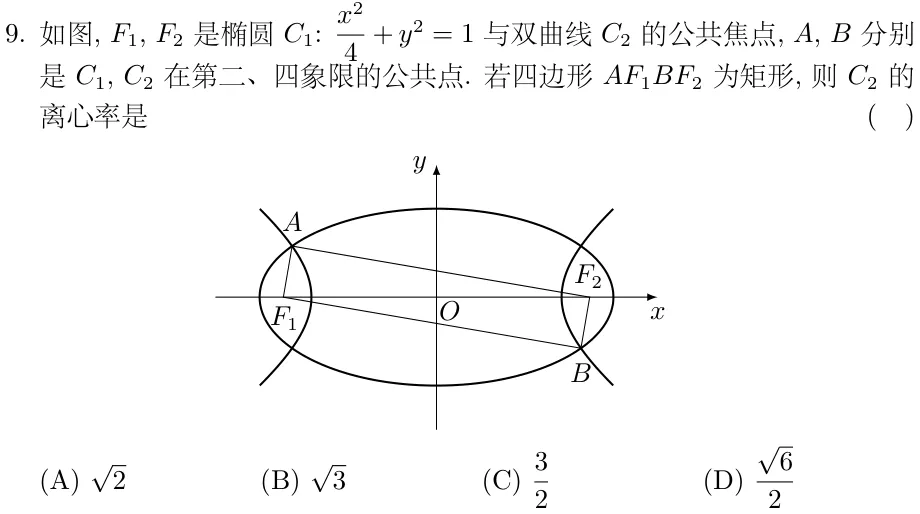 9. 如图, F₁, F₂ 是椭圆 C₁: x²/4 + y² = 1 与双曲线 C₂ 的公共焦点, A, B 分别
是 C₁, C₂ 在第二、四象限的公共点. 若四边形 AF₁BF₂ 为矩形, 则 C₂ 的
离心率是 ( )
y
A
F₂
F₁
O
x
B
(A) √2 (B) √3 (C) 3/2 (D) √6/2